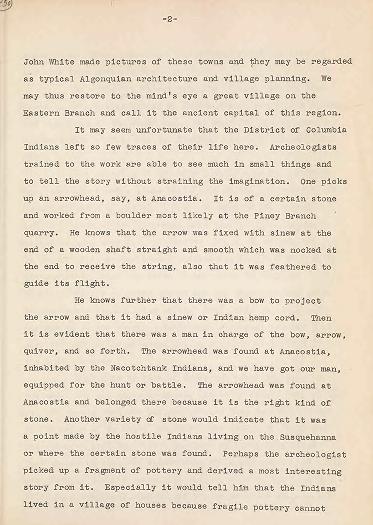 -2-
John White made pictures of these towns and they may be regarded
as typical Algonquian architecture and village planning. We
may thus restore to the mind's eye a great village on the
Eastern Branch and call it the ancient capital of this region.
It may seem unfortunate that the District of Columbia
Indians left so few traces of their life here. Archeologists
trained to the work are able to see much in small things and
to tell the story without straining the imagination. One picks
up an arrowhead, say, at Anacostia. It is of a certain stone
and worked from a boulder most likely at the Piney Branch
quarry. He knows that the arrow was fixed with sinew at the
end of a wooden shaft straight and smooth which was nocked at
the end to receive the string, also that it was feathered to
guide its flight.
He knows further that there was a bow to project
the arrow and that it had a sinew or Indian hemp cord. Then
it is evident that there was a man in charge of the bow, arrow,
quiver, and so forth. The arrowhead was found at Anacostia,
inhabited by the Nacotchtank Indians, and we have got our man,
equipped for the hunt or battle. The arrowhead was found at
Anacostia and belonged there because it is the right kind of
stone. Another variety of stone would indicate that it was
a point made by the hostile Indians living on the Susquehanna
or where the certain stone was found. Perhaps the archeologist
picked up a fragment of pottery and derived a most interesting
story from it. Especially it would tell him that the Indians
lived in a village of houses because fragile pottery cannot